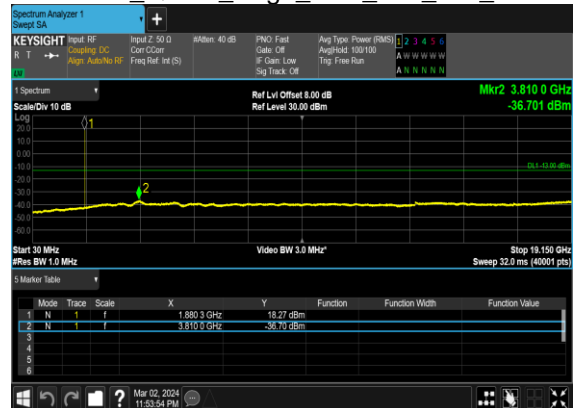 Spectrum Analyzer 1
Swept SA
+
KEYSIGHT Input: RF Input Z: 50 Ω #Atten: 40 dB PNO: Fast Avg Type: Power (RMS) 1 2 3 4 5 6
R T Coupling: DC Corr CCorr Gate: Off Avg|Hold: 100/100 A W W W W W
Align: Auto/No RF Freq Ref: Int (S) IF Gain: Low Trig: Free Run
Sig Track: Off A N N N N N
LXI
1 Spectrum Ref Lvl Offset 8.00 dB Mkr2 3.810 0 GHz
Scale/Div 10 dB Ref Level 30.00 dBm -36.701 dBm
Log
20.0
10.0
0.00
-10.0
-20.0
-30.0
-40.0
-50.0
-60.0
1
2
DL1 -13.00 dBm
Start 30 MHz Video BW 3.0 MHz* Stop 19.150 GHz
#Res BW 1.0 MHz Sweep 32.0 ms (40001 pts)
5 Marker Table
Mode Trace Scale X Y Function Function Width Function Value
1 N 1 f 1.880 3 GHz 18.27 dBm
2 N 1 f 3.810 0 GHz -36.70 dBm
3
4
5
6
? Mar 02, 2024
11:53:54 PM